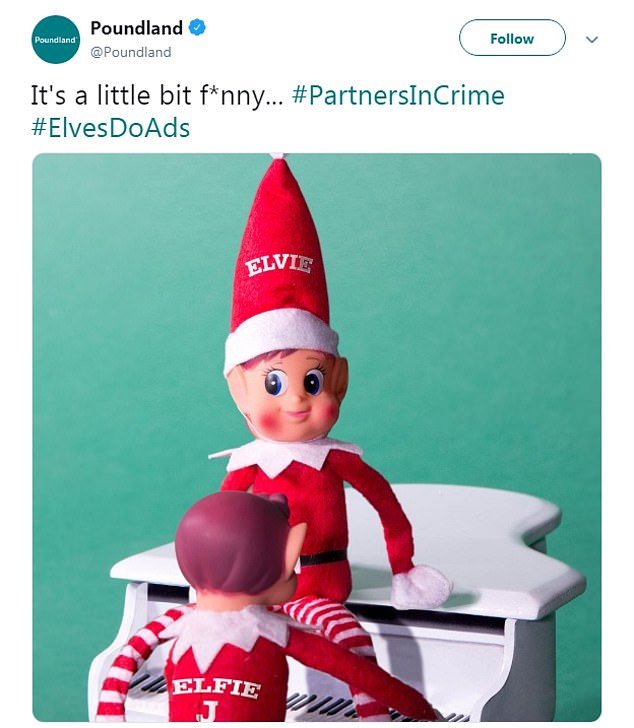 Poundland
Poundland
@Poundland
Follow
It's a little bit f*nny... #PartnersInCrime
#ElvesDoAds
ELVIE
ELFIE
J